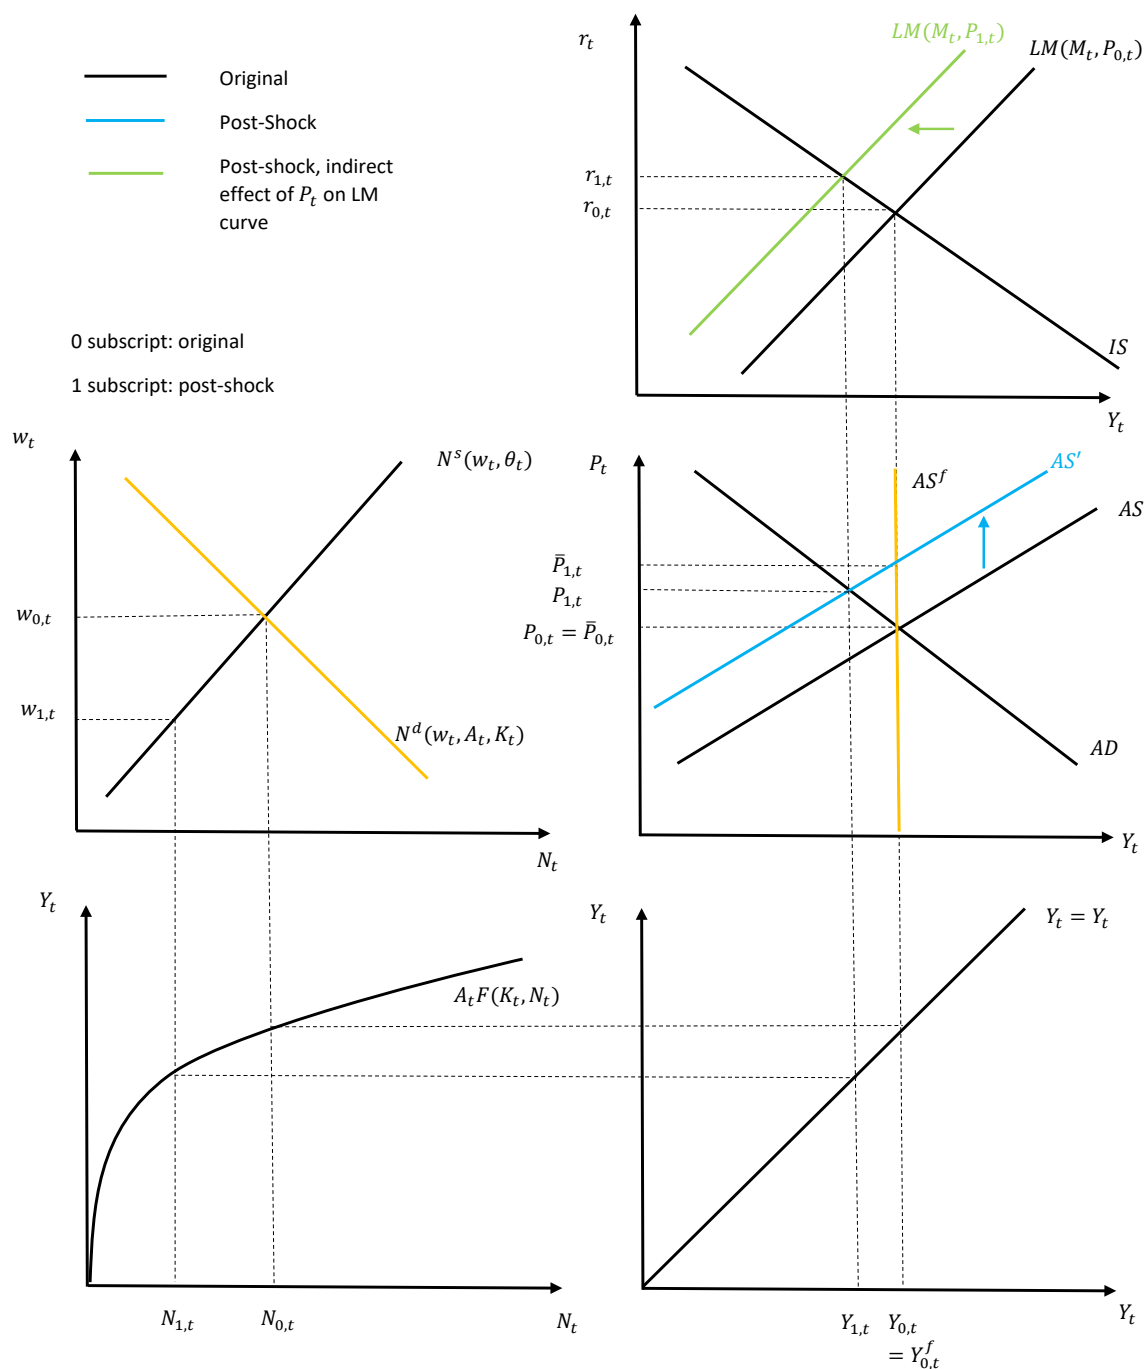 Original
Post-Shock
Post-shock, indirect
effect of $P_t$ on LM
curve
0 subscript: original
1 subscript: post-shock
$r_t$
$LM(M_t, P_{1,t})$
$LM(M_t, P_{0,t})$
$r_{1,t}$
$r_{0,t}$
$IS$
$Y_t$
$w_t$
$N^s(w_t, \theta_t)$
$w_{0,t}$
$w_{1,t}$
$N^d(w_t, A_t, K_t)$
$N_t$
$P_t$
$AS^f$
$AS'$
$AS$
$\bar{P}_{1,t}$
$P_{1,t}$
$P_{0,t} = \bar{P}_{0,t}$
$AD$
$Y_t$
$Y_t$
$A_tF(K_t, N_t)$
$N_{1,t}$
$N_{0,t}$
$N_t$
$Y_t$
$Y_t = Y_t$
$Y_{1,t}$
$Y_{0,t}$
$= Y_{0,t}^f$
$Y_t$